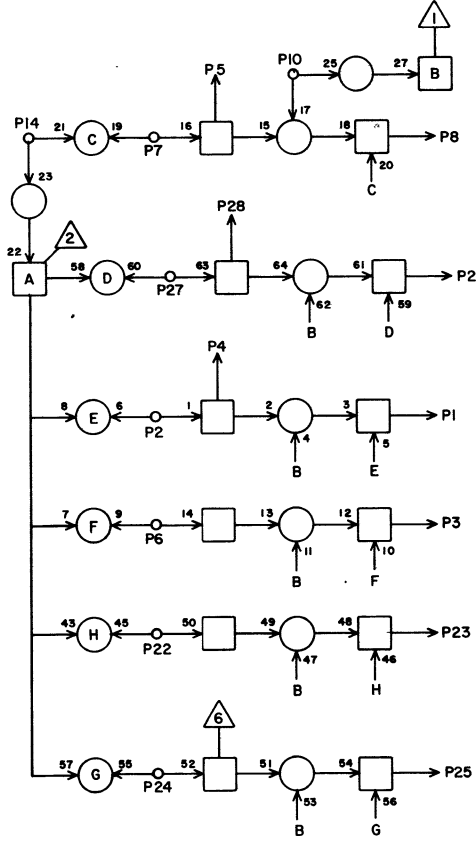 1
P10 25 27 B
P5
17
P14 21 C 19 P7 16 15 18 P8
20
C
23
22 2
P28
A 58 D 60 P27 63 64 61 P2
62 59
B D
P4
8 E 6 P2 1 2 3 P1
4 5
B E
7 F 9 P6 14 13 12 P3
11 10
B F
43 H 45 P22 50 49 48 P23
47 46
B H
6
57 G 55 P24 52 51 54 P25
53 56
B G